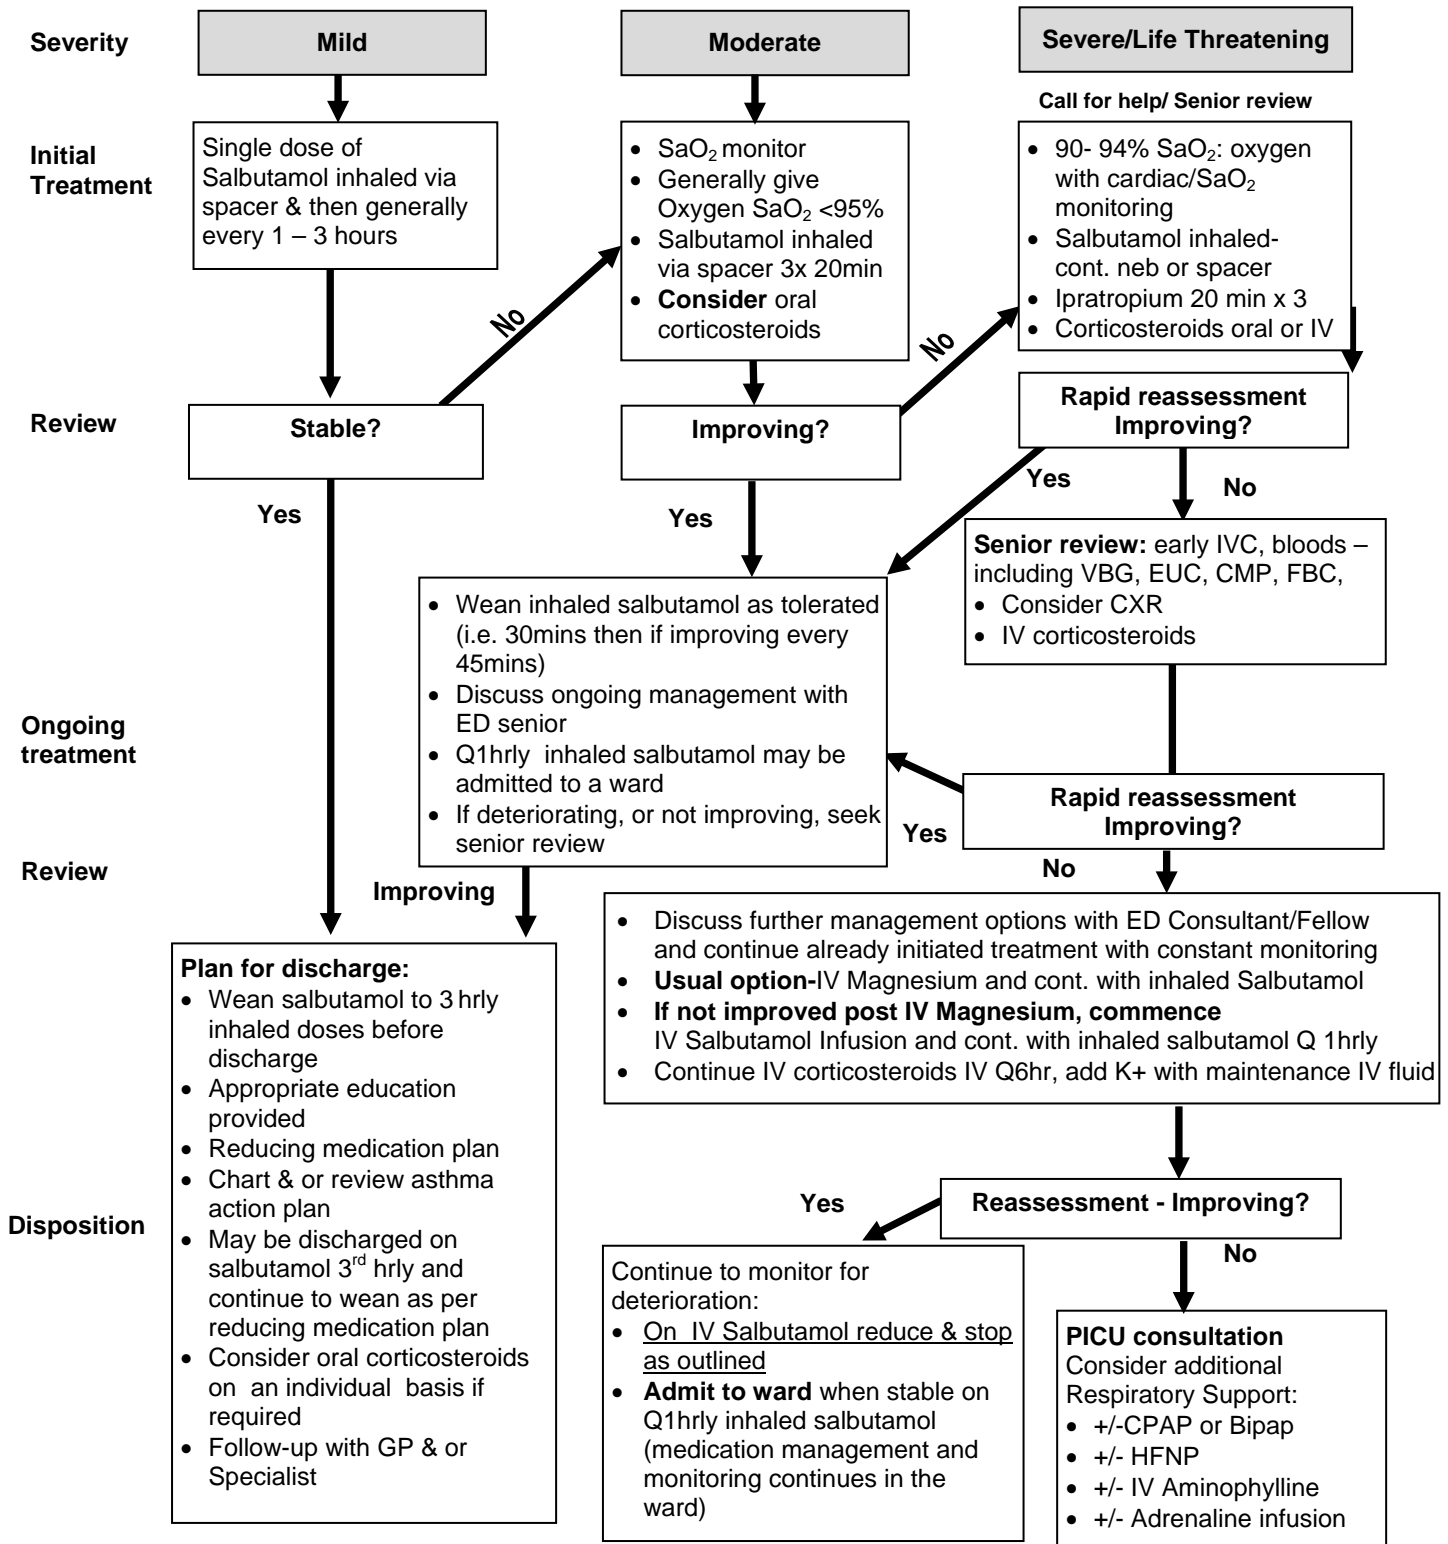 Severity
Mild
Moderate
Severe/Life Threatening
Call for help/ Senior review
Initial
Treatment
Single dose of
Salbutamol inhaled via
spacer & then generally
every 1 – 3 hours
• SaO2 monitor
• Generally give
Oxygen SaO2 <95%
• Salbutamol inhaled
via spacer 3x 20min
• Consider oral
corticosteroids
• 90- 94% SaO2: oxygen
with cardiac/SaO2
monitoring
• Salbutamol inhaled-
cont. neb or spacer
• Ipratropium 20 min x 3
• Corticosteroids oral or IV
No
No
Review
Stable?
Improving?
Rapid reassessment
Improving?
Yes
Yes
Yes
No
Senior review: early IVC, bloods –
including VBG, EUC, CMP, FBC,
• Consider CXR
• IV corticosteroids
Ongoing
treatment
• Wean inhaled salbutamol as tolerated
(i.e. 30mins then if improving every
45mins)
• Discuss ongoing management with
ED senior
• Q1hrly inhaled salbutamol may be
admitted to a ward
• If deteriorating, or not improving, seek
senior review
Rapid reassessment
Improving?
Yes
No
Review
Improving
• Discuss further management options with ED Consultant/Fellow
and continue already initiated treatment with constant monitoring
• Usual option-IV Magnesium and cont. with inhaled Salbutamol
• If not improved post IV Magnesium, commence
IV Salbutamol Infusion and cont. with inhaled salbutamol Q 1hrly
• Continue IV corticosteroids IV Q6hr, add K+ with maintenance IV fluid
Disposition
Plan for discharge:
• Wean salbutamol to 3 hrly
inhaled doses before
discharge
• Appropriate education
provided
• Reducing medication plan
• Chart & or review asthma
action plan
• May be discharged on
salbutamol 3rd hrly and
continue to wean as per
reducing medication plan
• Consider oral corticosteroids
on an individual basis if
required
• Follow-up with GP & or
Specialist
Reassessment - Improving?
Yes
No
Continue to monitor for
deterioration:
• On IV Salbutamol reduce & stop
as outlined
• Admit to ward when stable on
Q1hrly inhaled salbutamol
(medication management and
monitoring continues in the
ward)
PICU consultation
Consider additional
Respiratory Support:
• +/-CPAP or Bipap
• +/- HFNP
• +/- IV Aminophylline
• +/- Adrenaline infusion